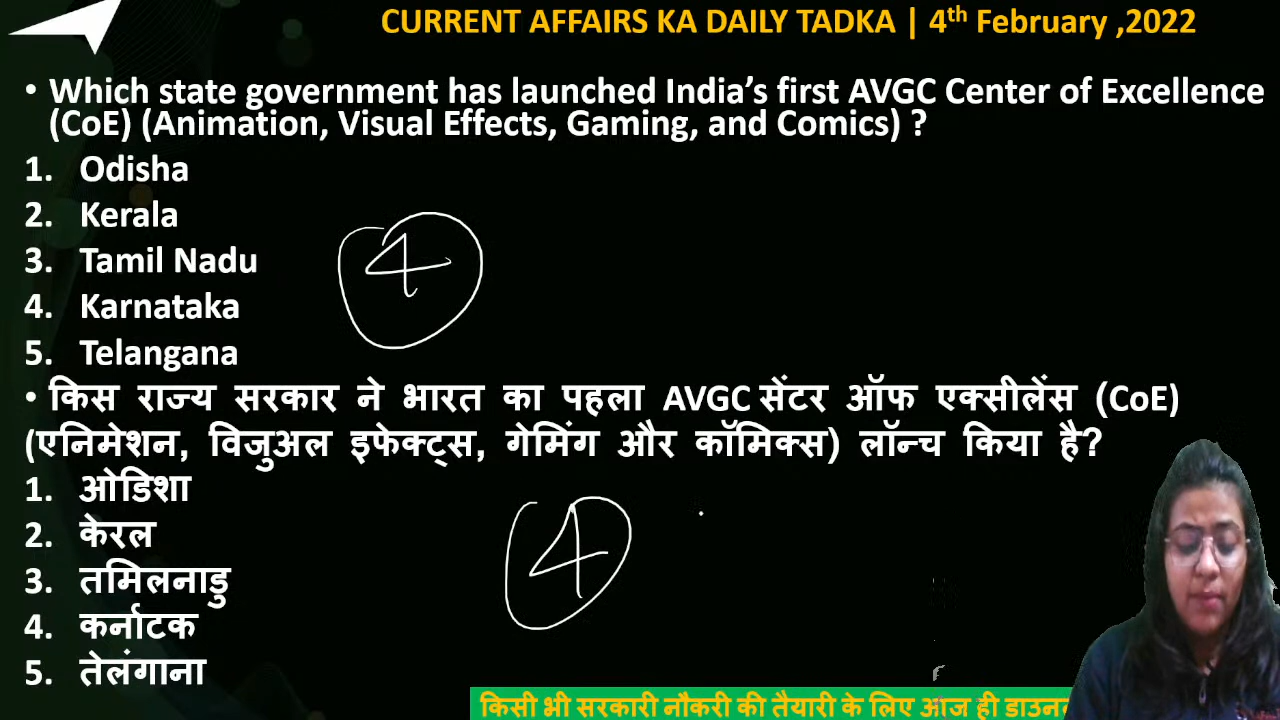 CURRENT AFFAIRS KA DAILY TADKA | 4th February ,2022
• Which state government has launched India’s first AVGC Center of Excellence
(CoE) (Animation, Visual Effects, Gaming, and Comics) ?
1. Odisha
2. Kerala
3. Tamil Nadu
4. Karnataka
5. Telangana
4
• किस राज्य सरकार ने भारत का पहला AVGC सेंटर ऑफ एक्सीलेंस (CoE)
(एनिमेशन, विजुअल इफेक्ट्स, गेमिंग और कॉमिक्स) लॉन्च किया है?
1. ओडिशा
2. केरल
3. तमिलनाडु
4. कर्नाटक
5. तेलंगाना
4
किसी भी सरकारी नौकरी की तैयारी के लिए आज ही